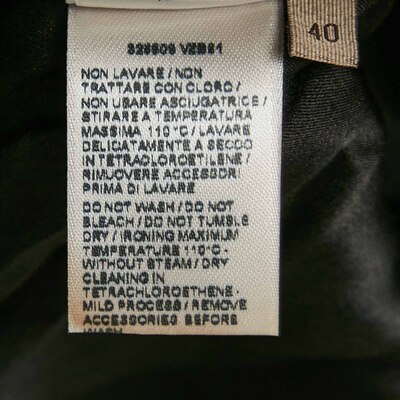 40
NON LAVARE / NON
TRATTARE CON CLORO /
NON USARE ASCIUGATRICE /
STIRARE A TEMPERATURA
MASSIMA 110°C / LAVARE
DELICATAMENTE A SECCO
IN TETRACLOROETILENE /
RIMUOVERE ACCESSORI
PRIMA DI LAVARE
DO NOT WASH / DO NOT
BLEACH / DO NOT TUMBLE
DRY / IRONING MAXIMUM
TEMPERATURE 110°C -
WITHOUT STEAM / DRY
CLEANING IN
TETRACHLOROETHENE -
MILD PROCESS / REMOVE
ACCESSORIES BEFORE
WASH